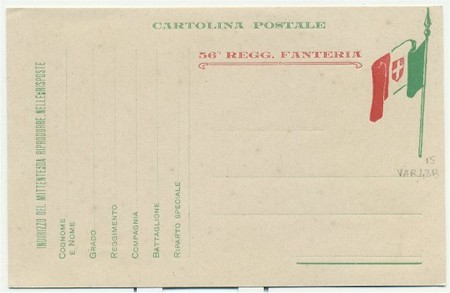 CARTOLINA POSTALE
56° REGG. FANTERIA
INDIRIZZO DEL MITTENTE DA RIPRODURRE NELLE RISPOSTE
COGNOME
E NOME
GRADO
REGGIMENTO
COMPAGNIA
BATTAGLIONE
RIPARTO SPECIALE
15